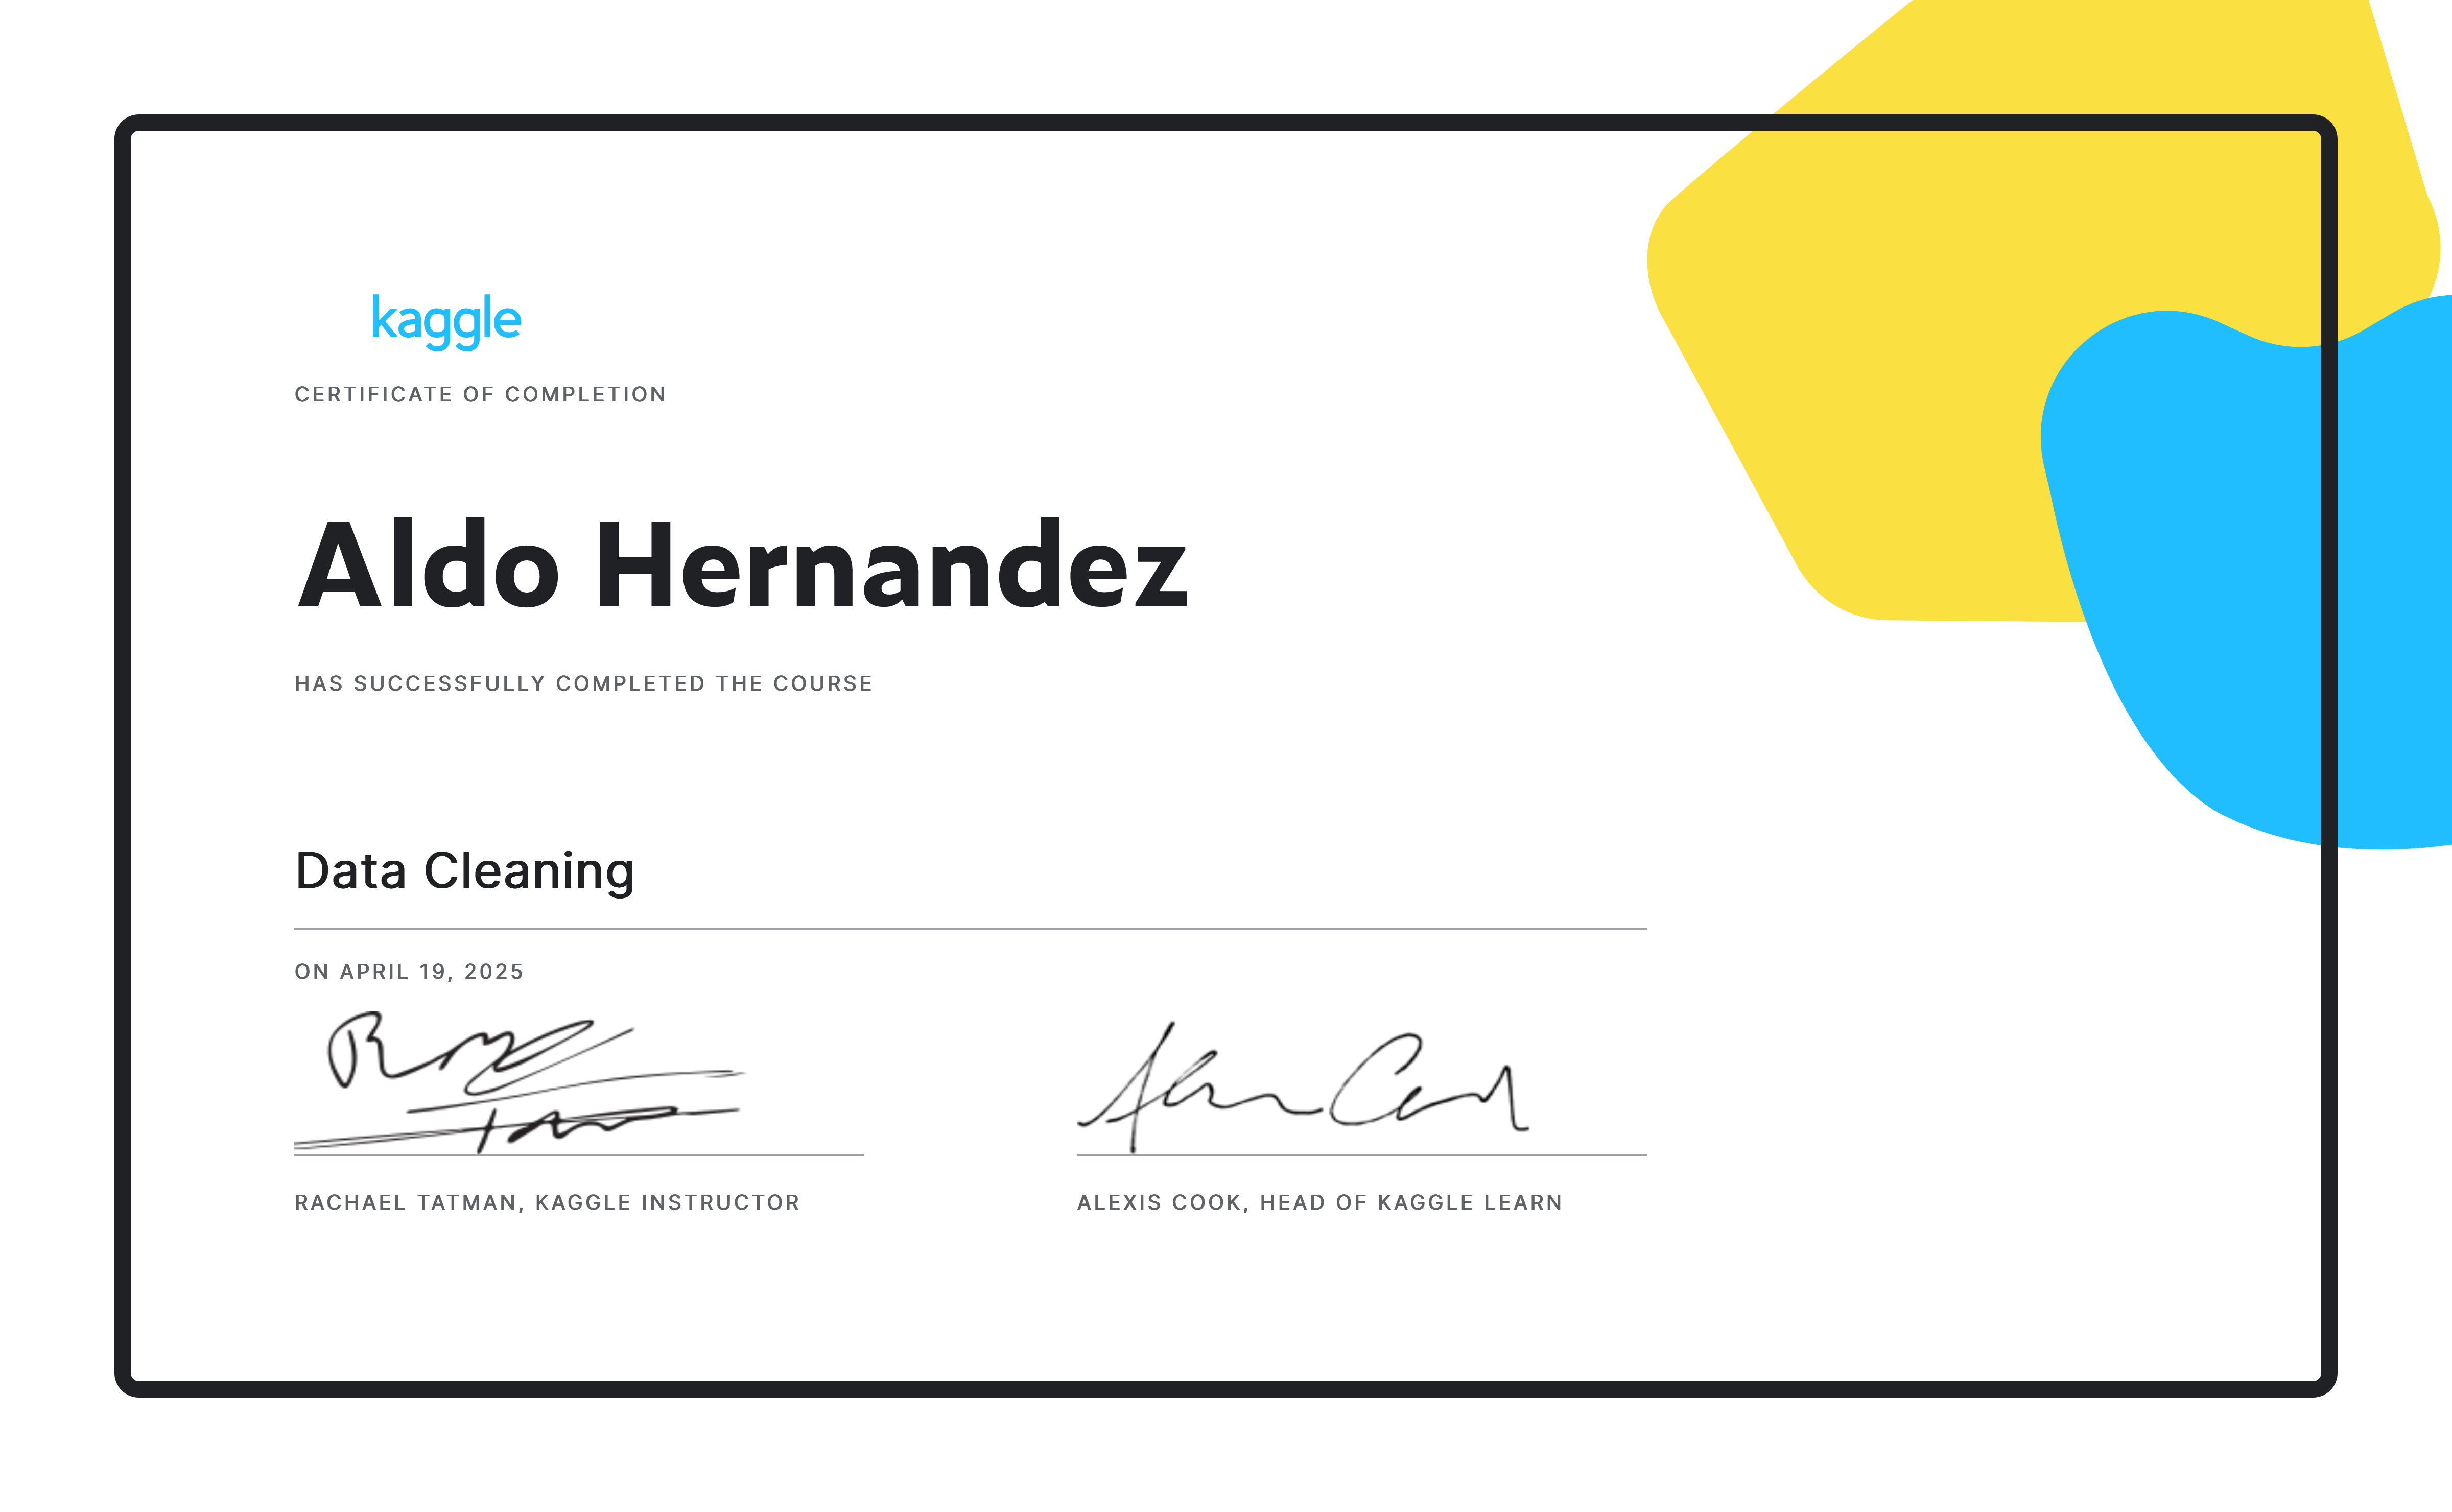 kaggle
CERTIFICATE OF COMPLETION
Aldo Hernandez
HAS SUCCESSFULLY COMPLETED THE COURSE
Data Cleaning
ON APRIL 19, 2025
RACHAEL TATMAN, KAGGLE INSTRUCTOR
ALEXIS COOK, HEAD OF KAGGLE LEARN